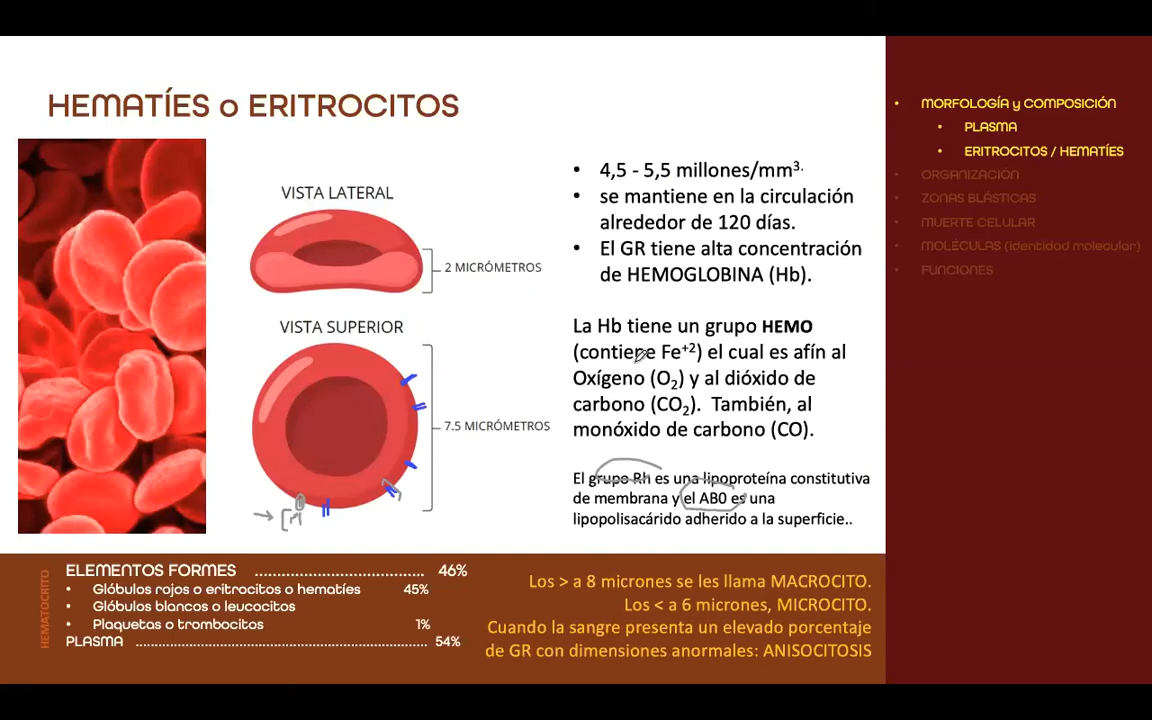 HEMATÍES o ERITROCITOS
VISTA LATERAL
2 MICRÓMETROS
VISTA SUPERIOR
7.5 MICRÓMETROS
• 4,5 - 5,5 millones/mm³.
• se mantiene en la circulación
alrededor de 120 días.
• El GR tiene alta concentración
de HEMOGLOBINA (Hb).
La Hb tiene un grupo HEMO
(contiene Fe⁺²) el cual es afín al
Oxígeno (O₂) y al dióxido de
carbono (CO₂). También, al
monóxido de carbono (CO).
El grupo Rh es una lipoproteína constitutiva
de membrana y el AB0 es una
lipopolisacárido adherido a la superficie..
HEMATOCRITO
ELEMENTOS FORMES ........................................ 46%
• Glóbulos rojos o eritrocitos o hematíes 45%
• Glóbulos blancos o leucocitos
• Plaquetas o trombocitos 1%
PLASMA ........................................ 54%
Los > a 8 micrones se les llama MACROCITO.
Los < a 6 micrones, MICROCITO.
Cuando la sangre presenta un elevado porcentaje
de GR con dimensiones anormales: ANISOCITOSIS
• MORFOLOGÍA y COMPOSICIÓN
• PLASMA
• ERITROCITOS / HEMATÍES
• ORGANIZACIÓN
• ZONAS BLÁSTICAS
• MUERTE CELULAR
• MOLÉCULAS (identidad molecular)
• FUNCIONES